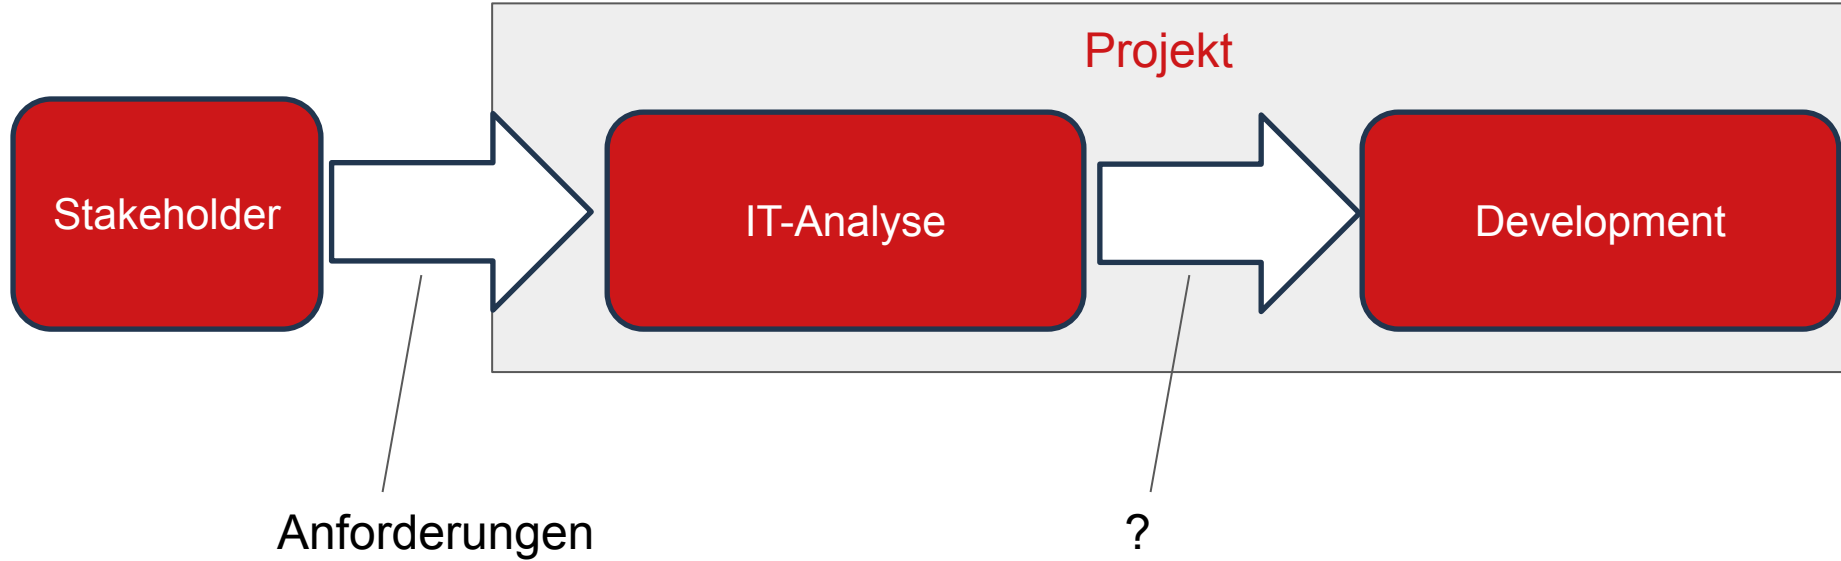 Projekt
Stakeholder
IT-Analyse
Development
Anforderungen
?